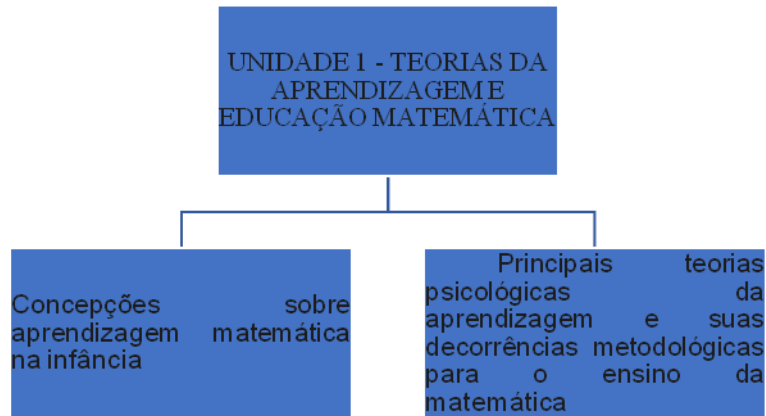 UNIDADE 1 - TEORIAS DA
APRENDIZAGEM E
EDUCAÇÃO MATEMÁTICA
Concepções sobre
aprendizagem matemática
na infância
Principais teorias
psicológicas da
aprendizagem e suas
decorrências metodológicas
para o ensino da
matemática